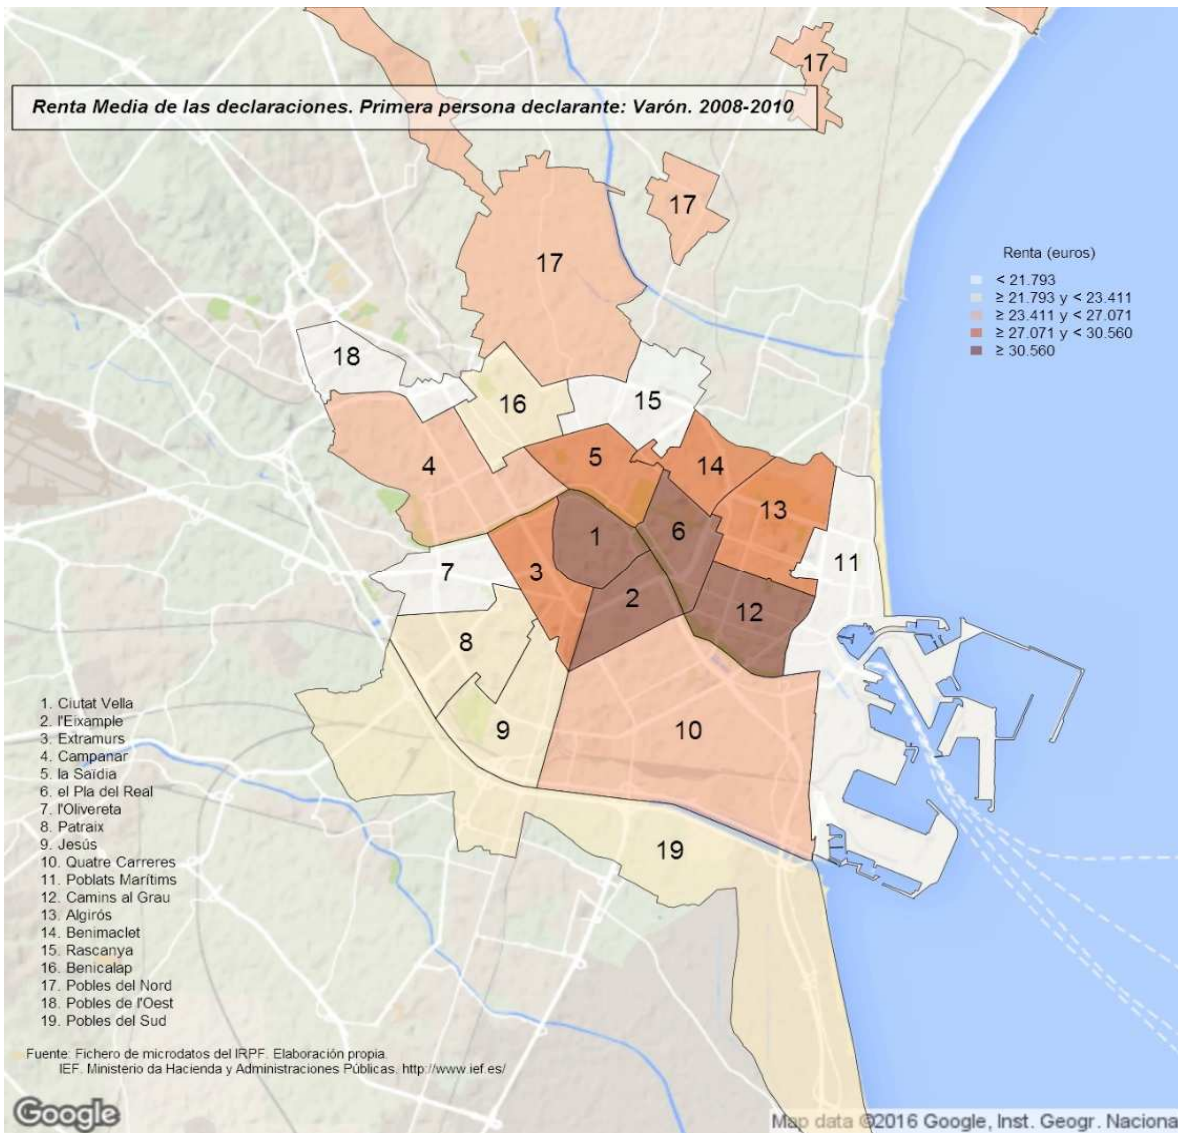 17
Renta Media de las declaraciones. Primera persona declarante: Varón. 2008-2010
17
17
Renta (euros)
< 21.793
≥ 21.793 y < 23.411
≥ 23.411 y < 27.071
≥ 27.071 y < 30.560
≥ 30.560
18
16
15
4
5
14
13
1
6
11
7
3
2
12
8
9
10
19
1. Ciutat Vella
2. l'Eixample
3. Extramurs
4. Campanar
5. la Saïdia
6. el Pla del Real
7. l'Olivereta
8. Patraix
9. Jesús
10. Quatre Carreres
11. Poblats Marítims
12. Camins al Grau
13. Algirós
14. Benimaclet
15. Rascanya
16. Benicalap
17. Pobles del Nord
18. Pobles de l'Oest
19. Pobles del Sud
Fuente: Fichero de microdatos del IRPF. Elaboración propia.
IEF. Ministerio da Hacienda y Administraciones Públicas, http://www.ief.es/
Google
Map data ©2016 Google, Inst. Geogr. Naciona